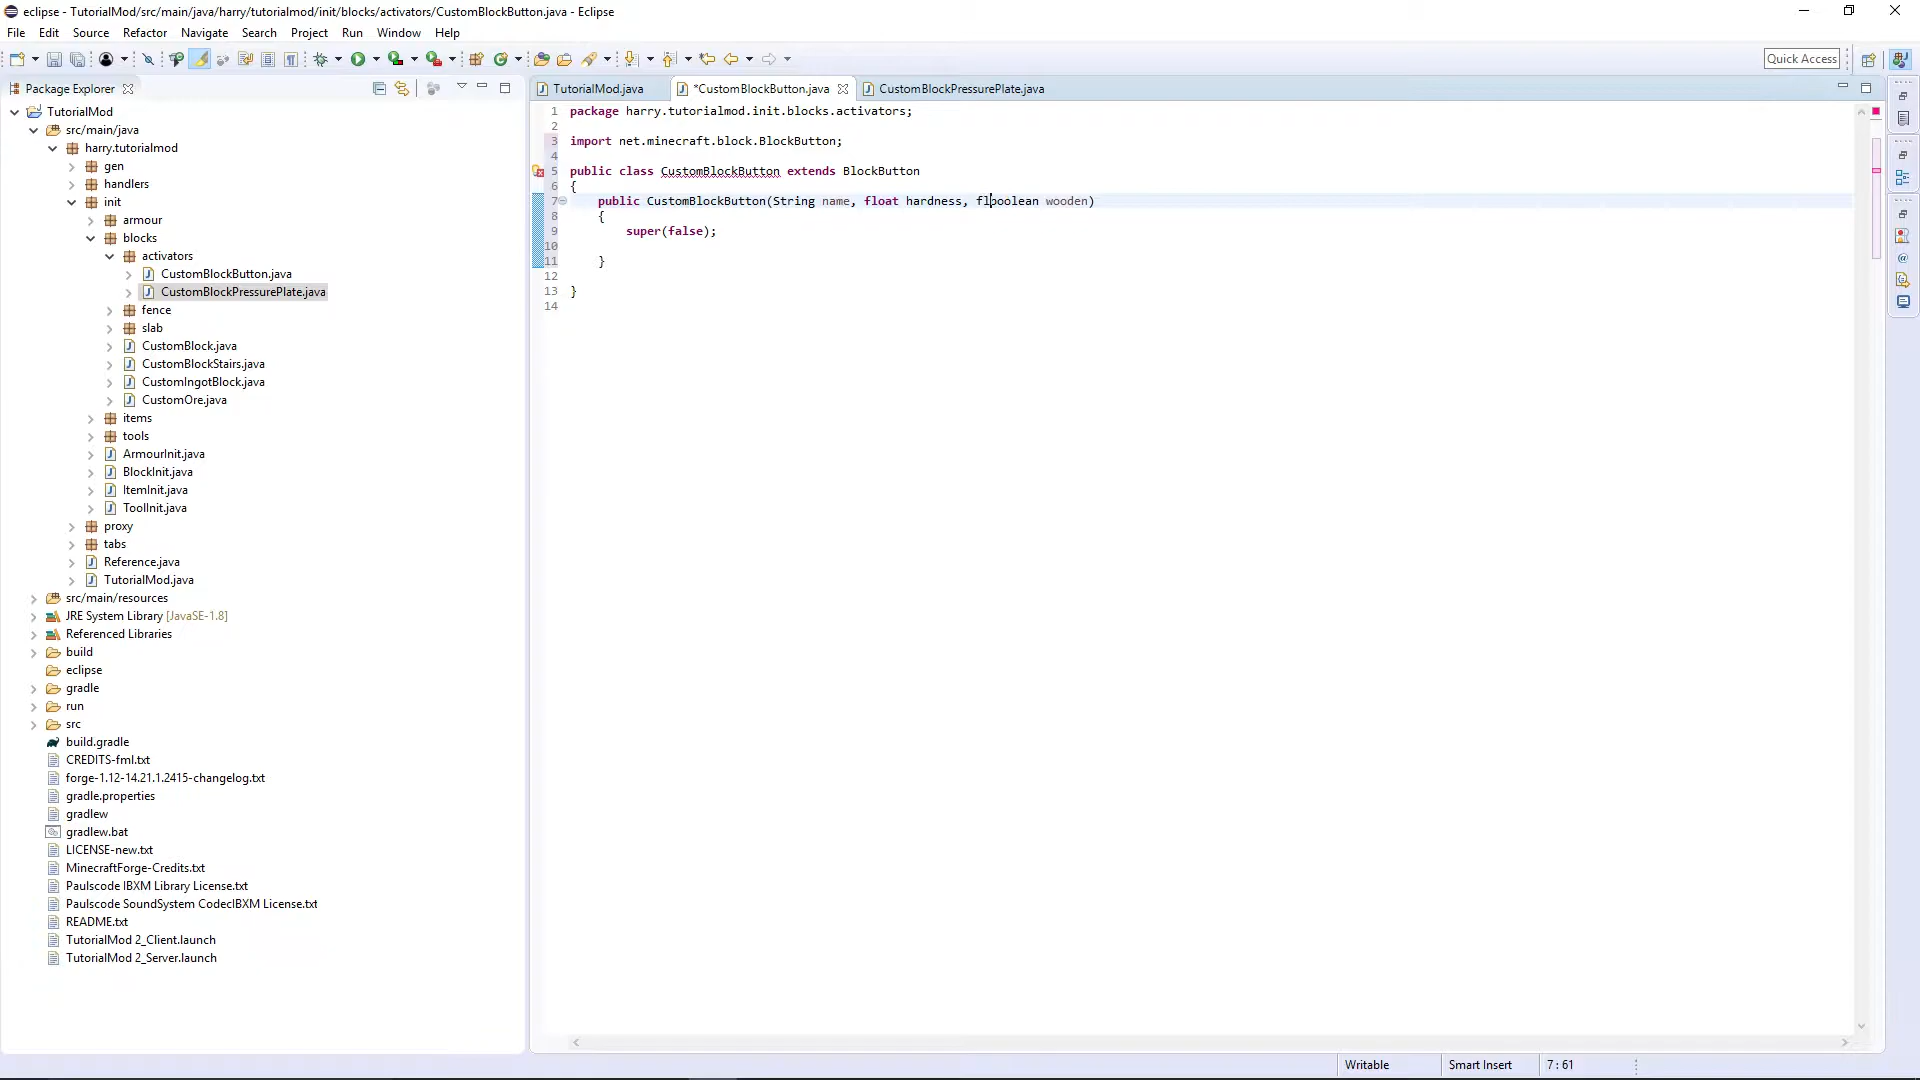 eclipse - TutorialMod/src/main/java/harry/tutorialmod/init/blocks/activators/CustomBlockButton.java - Eclipse
File Edit Source Refactor Navigate Search Project Run Window Help
Quick Access
Package Explorer
TutorialMod.java *CustomBlockButton.java CustomBlockPressurePlate.java
TutorialMod
src/main/java
harry.tutorialmod
gen
handlers
init
armour
blocks
activators
CustomBlockButton.java
CustomBlockPressurePlate.java
fence
slab
CustomBlock.java
CustomBlockStairs.java
CustomIngotBlock.java
CustomOre.java
items
tools
ArmourInit.java
BlockInit.java
ItemInit.java
ToolInit.java
proxy
tabs
Reference.java
TutorialMod.java
src/main/resources
JRE System Library [JavaSE-1.8]
Referenced Libraries
build
eclipse
gradle
run
src
build.gradle
CREDITS-fml.txt
forge-1.12-14.21.1.2415-changelog.txt
gradle.properties
gradlew
gradlew.bat
LICENSE-new.txt
MinecraftForge-Credits.txt
Paulscode IBXM Library License.txt
Paulscode SoundSystem CodecIBXM License.txt
README.txt
TutorialMod 2_Client.launch
TutorialMod 2_Server.launch
1 package harry.tutorialmod.init.blocks.activators;
2
3 import net.minecraft.block.BlockButton;
4
5 public class CustomBlockButton extends BlockButton
6 {
7 public CustomBlockButton(String name, float hardness, flboolean wooden)
8 {
9 super(false);
10
11 }
12
13 }
14
Writable Smart Insert 7 : 61